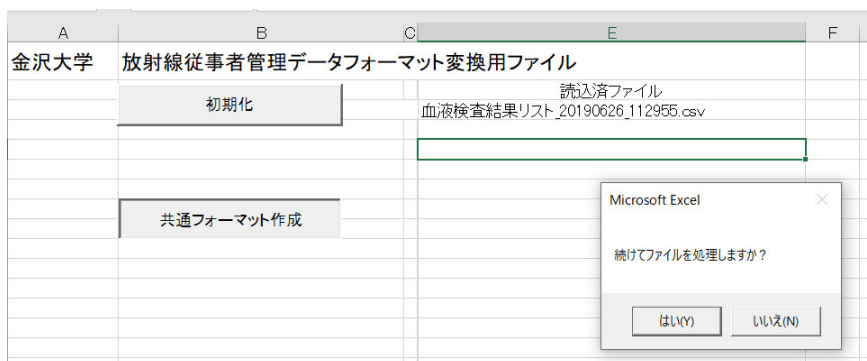 A B C E F
金沢大学 放射線従事者管理データフォーマット変換用ファイル
読込済ファイル
初期化
血液検査結果リスト_20190626_112955.csv
Microsoft Excel
共通フォーマット作成
続けてファイルを処理しますか？
はい(Y) いいえ(N)